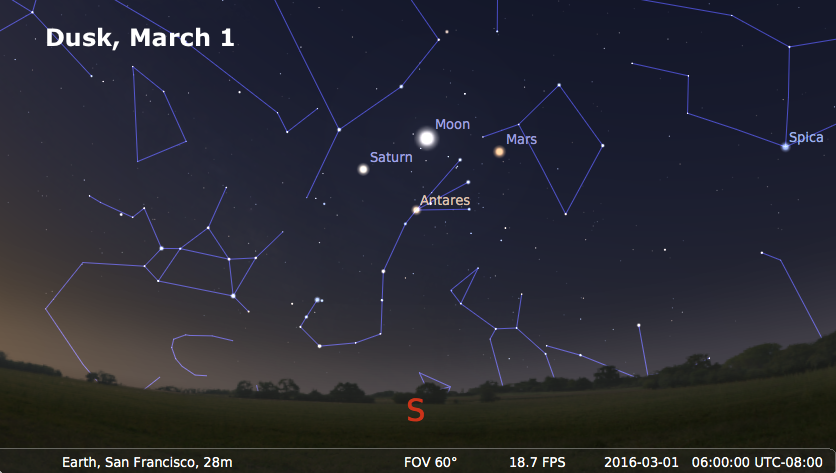 Dusk, March 1
Moon
Mars
Spica
Saturn
Antares
S
Earth, San Francisco, 28m FOV 60° 18.7 FPS 2016-03-01 06:00:00 UTC-08:00